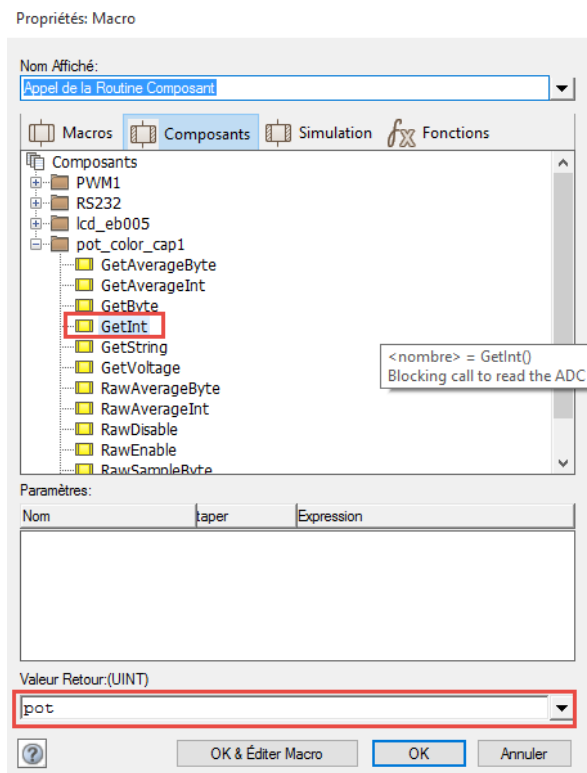 Propriétés: Macro
Nom Affiché:
Appel de la Routine Composant
Macros Composants Simulation fx Fonctions
Composants
PWM1
RS232
lcd_eb005
pot_color_cap1
GetAverageByte
GetAverageInt
GetByte
GetInt
GetString
GetVoltage
<nombre> = GetInt()
Blocking call to read the ADC
RawAverageByte
RawAverageInt
RawDisable
RawEnable
RawSampleByte
Paramètres:
Nom taper Expression
Valeur Retour:(UINT)
pot
? OK & Éditer Macro OK Annuler